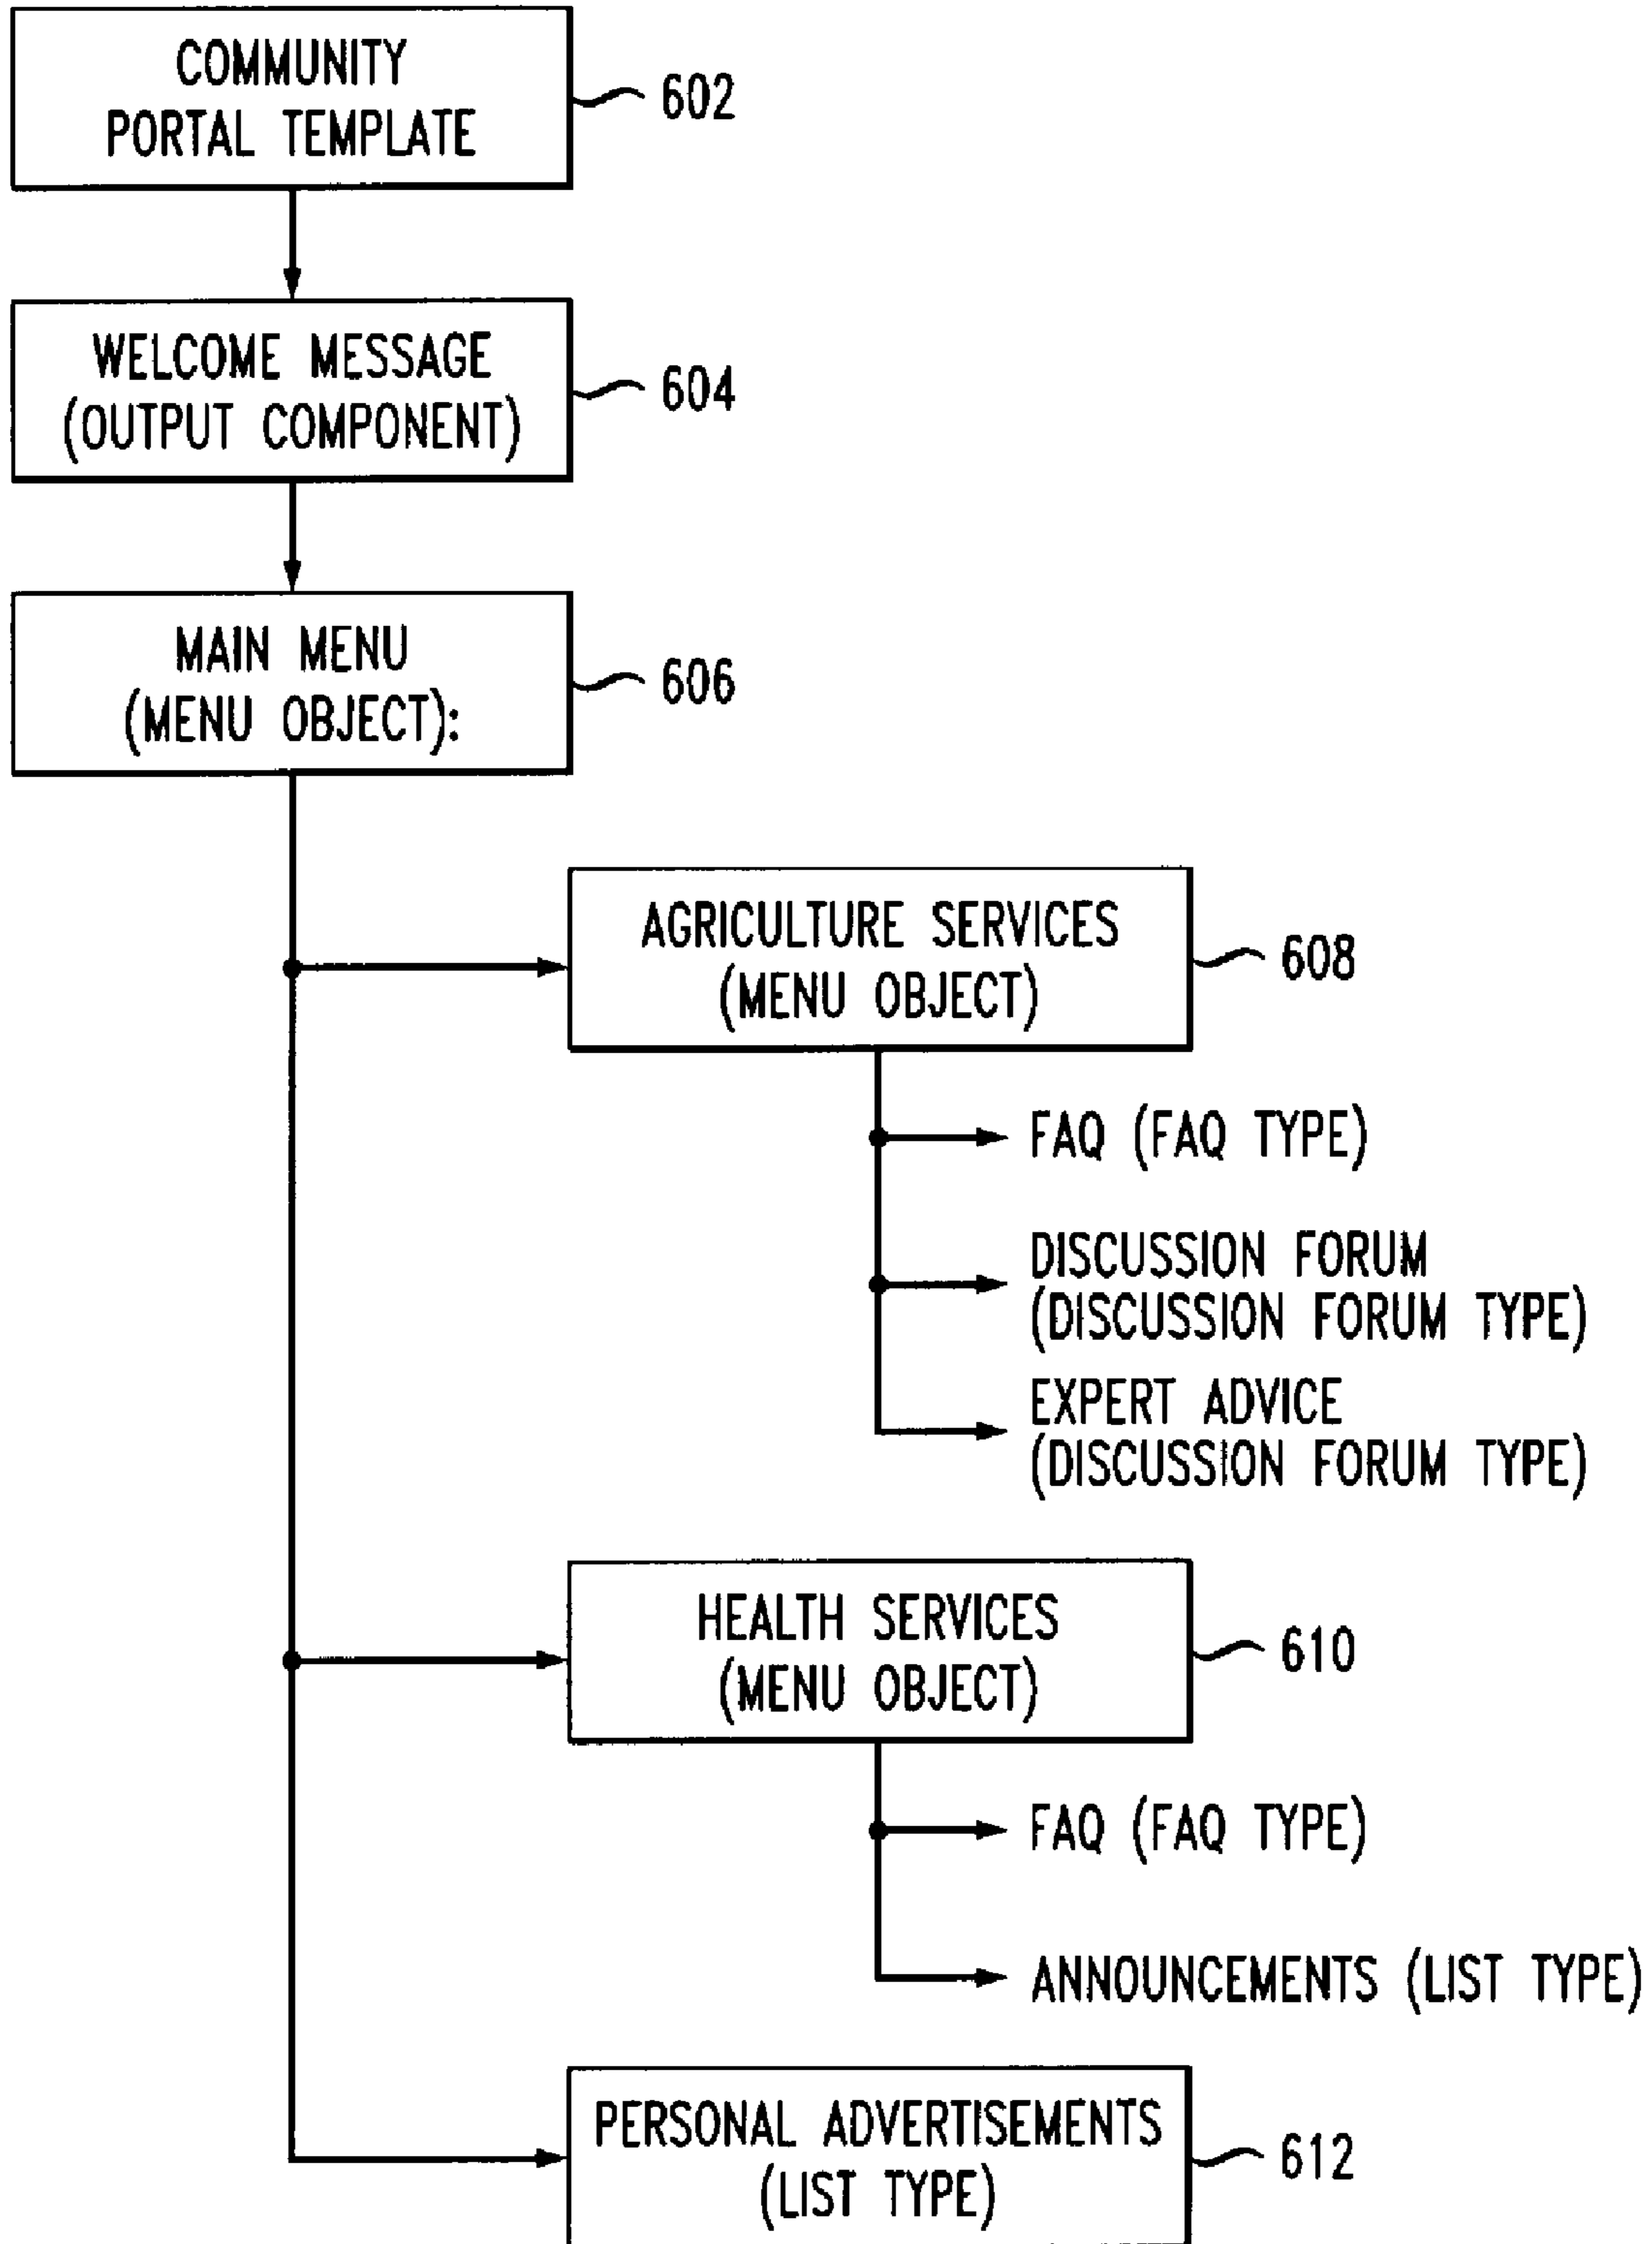 COMMUNITY
PORTAL TEMPLATE
602
WELCOME MESSAGE
(OUTPUT COMPONENT)
604
MAIN MENU
(MENU OBJECT):
606
AGRICULTURE SERVICES
(MENU OBJECT)
608
FAQ (FAQ TYPE)
DISCUSSION FORUM
(DISCUSSION FORUM TYPE)
EXPERT ADVICE
(DISCUSSION FORUM TYPE)
HEALTH SERVICES
(MENU OBJECT)
610
FAQ (FAQ TYPE)
ANNOUNCEMENTS (LIST TYPE)
PERSONAL ADVERTISEMENTS
(LIST TYPE)
612